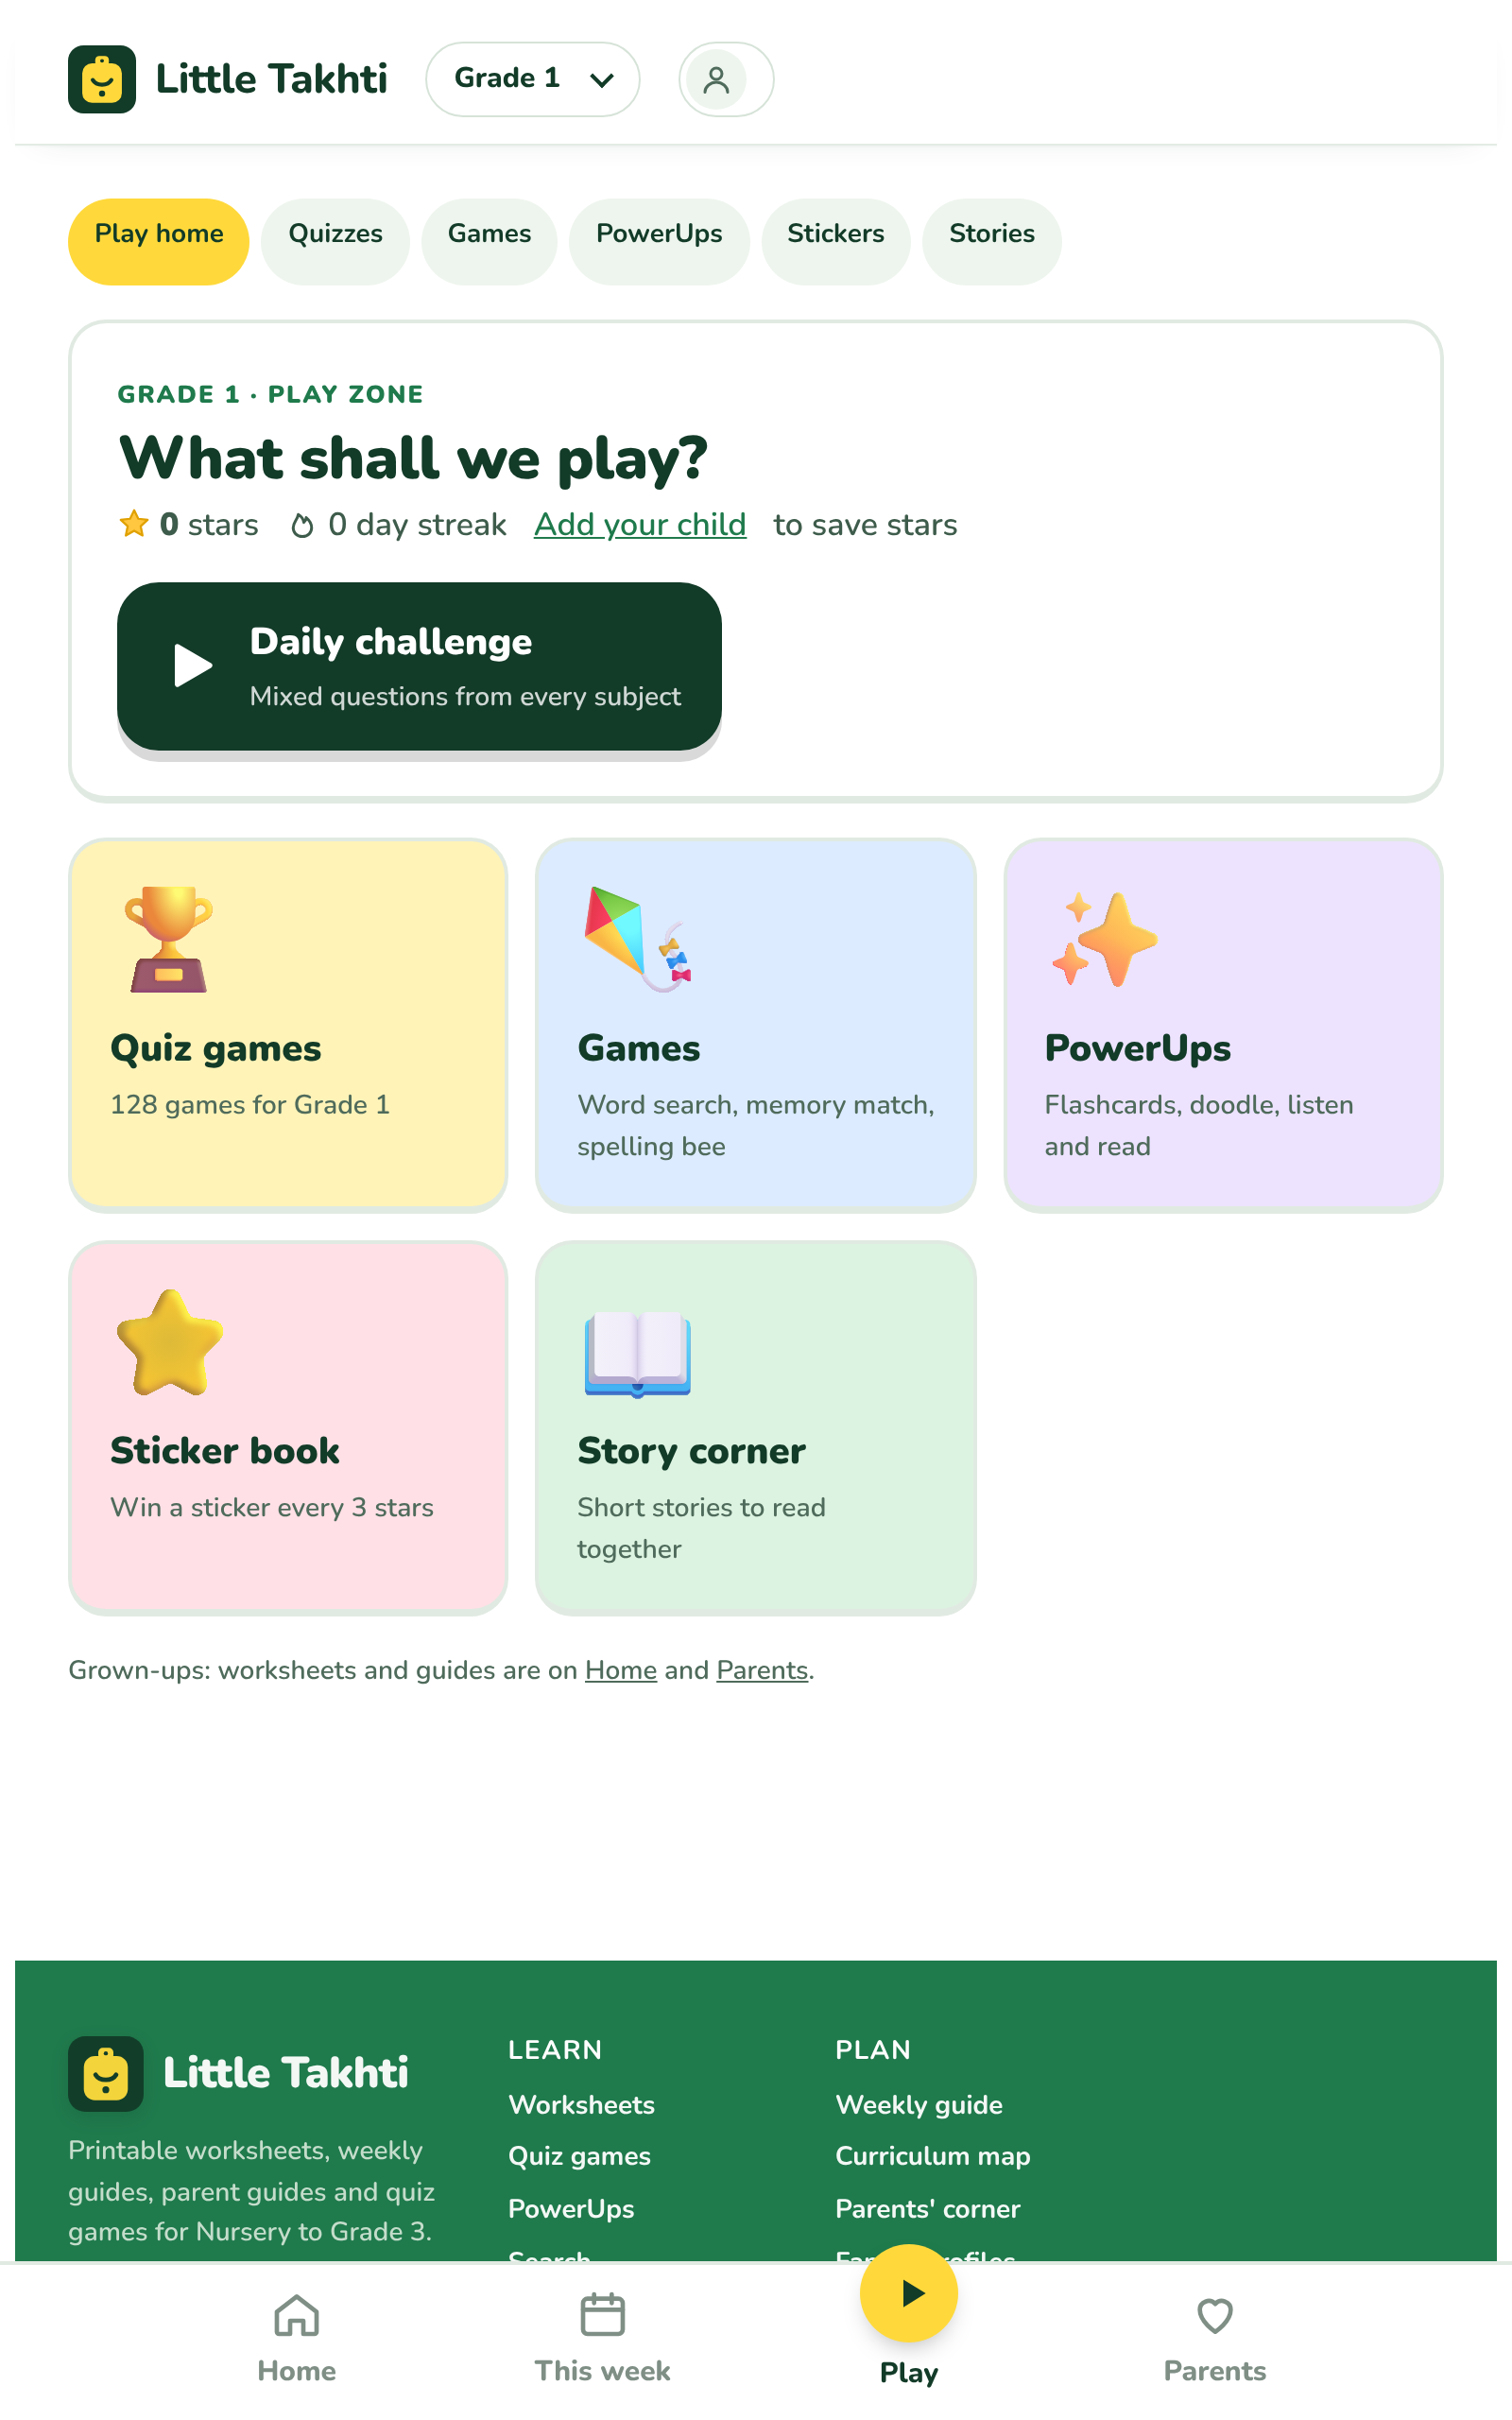 Little Takhti
Grade 1
Play home
Quizzes
Games
PowerUps
Stickers
Stories
GRADE 1 · PLAY ZONE
What shall we play?
0 stars 0 day streak Add your child to save stars
Daily challenge
Mixed questions from every subject
Quiz games
128 games for Grade 1
Games
Word search, memory match,
spelling bee
PowerUps
Flashcards, doodle, listen
and read
Sticker book
Win a sticker every 3 stars
Story corner
Short stories to read
together
Grown-ups: worksheets and guides are on Home and Parents.
Little Takhti
Printable worksheets, weekly
guides, parent guides and quiz
games for Nursery to Grade 3.
LEARN
Worksheets
Quiz games
PowerUps
Search
PLAN
Weekly guide
Curriculum map
Parents' corner
Home
This week
Play
Parents